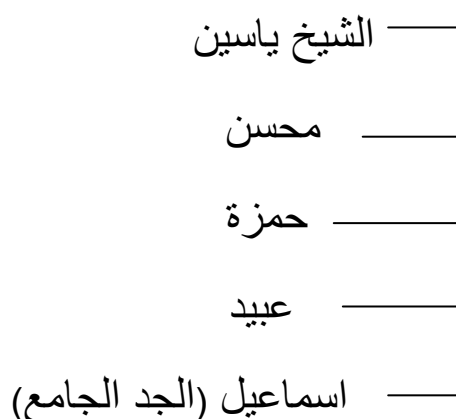 الشيخ ياسين
محسن
حمزة
عبيد
اسماعيل (الجد الجامع)